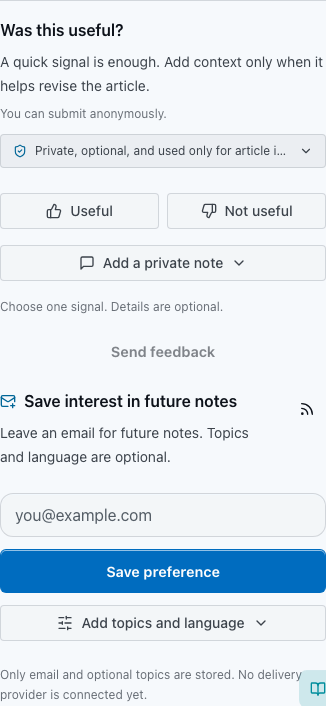 Was this useful?
A quick signal is enough. Add context only when it
helps revise the article.
You can submit anonymously.
Private, optional, and used only for article i...
Useful
Not useful
Add a private note
Choose one signal. Details are optional.
Send feedback
Save interest in future notes
Leave an email for future notes. Topics
and language are optional.
you@example.com
Save preference
Add topics and language
Only email and optional topics are stored. No delivery
provider is connected yet.